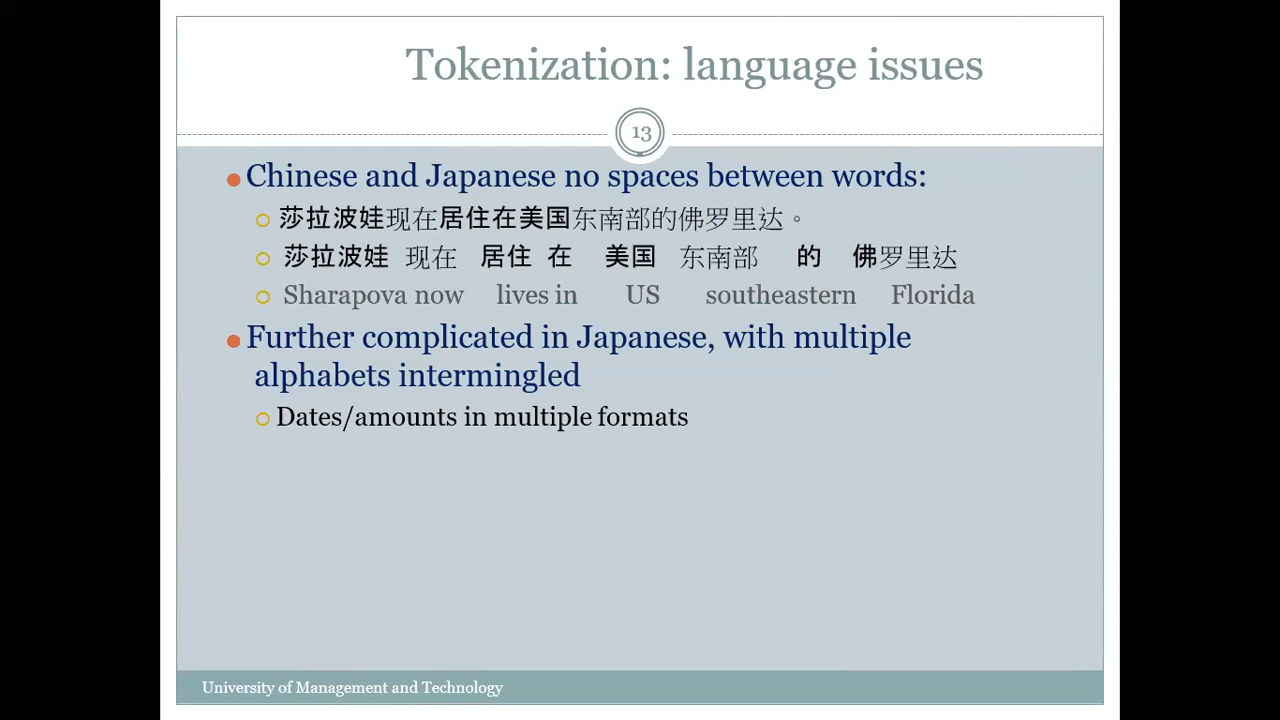 Tokenization: language issues
13
Chinese and Japanese no spaces between words:
莎拉波娃现在居住在美国东南部的佛罗里达。
莎拉波娃 现在 居住 在 美国 东南部 的 佛罗里达
Sharapova now lives in US southeastern Florida
Further complicated in Japanese, with multiple
alphabets intermingled
Dates/amounts in multiple formats
University of Management and Technology